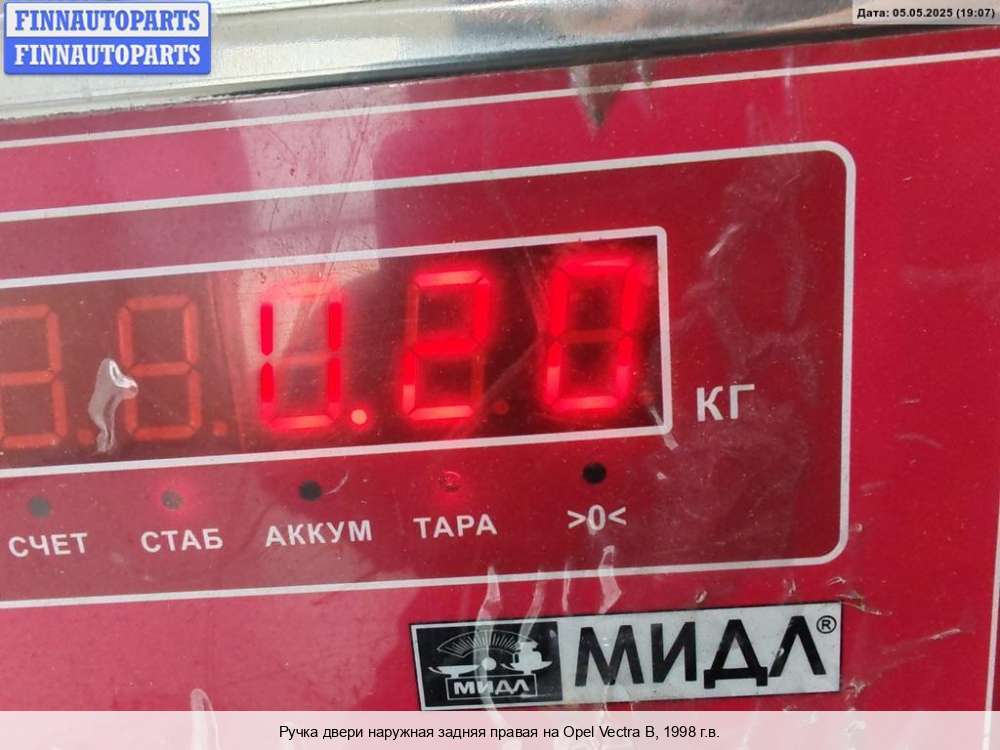 FINNAUTOPARTS
FINNAUTOPARTS
Дата: 05.05.2025 (19:07)
0.20
КГ
СЧЕТ СТАБ АККУМ ТАРА >0<
МИДЛ МИДЛ®
Ручка двери наружная задняя правая на Opel Vectra B, 1998 г.в.